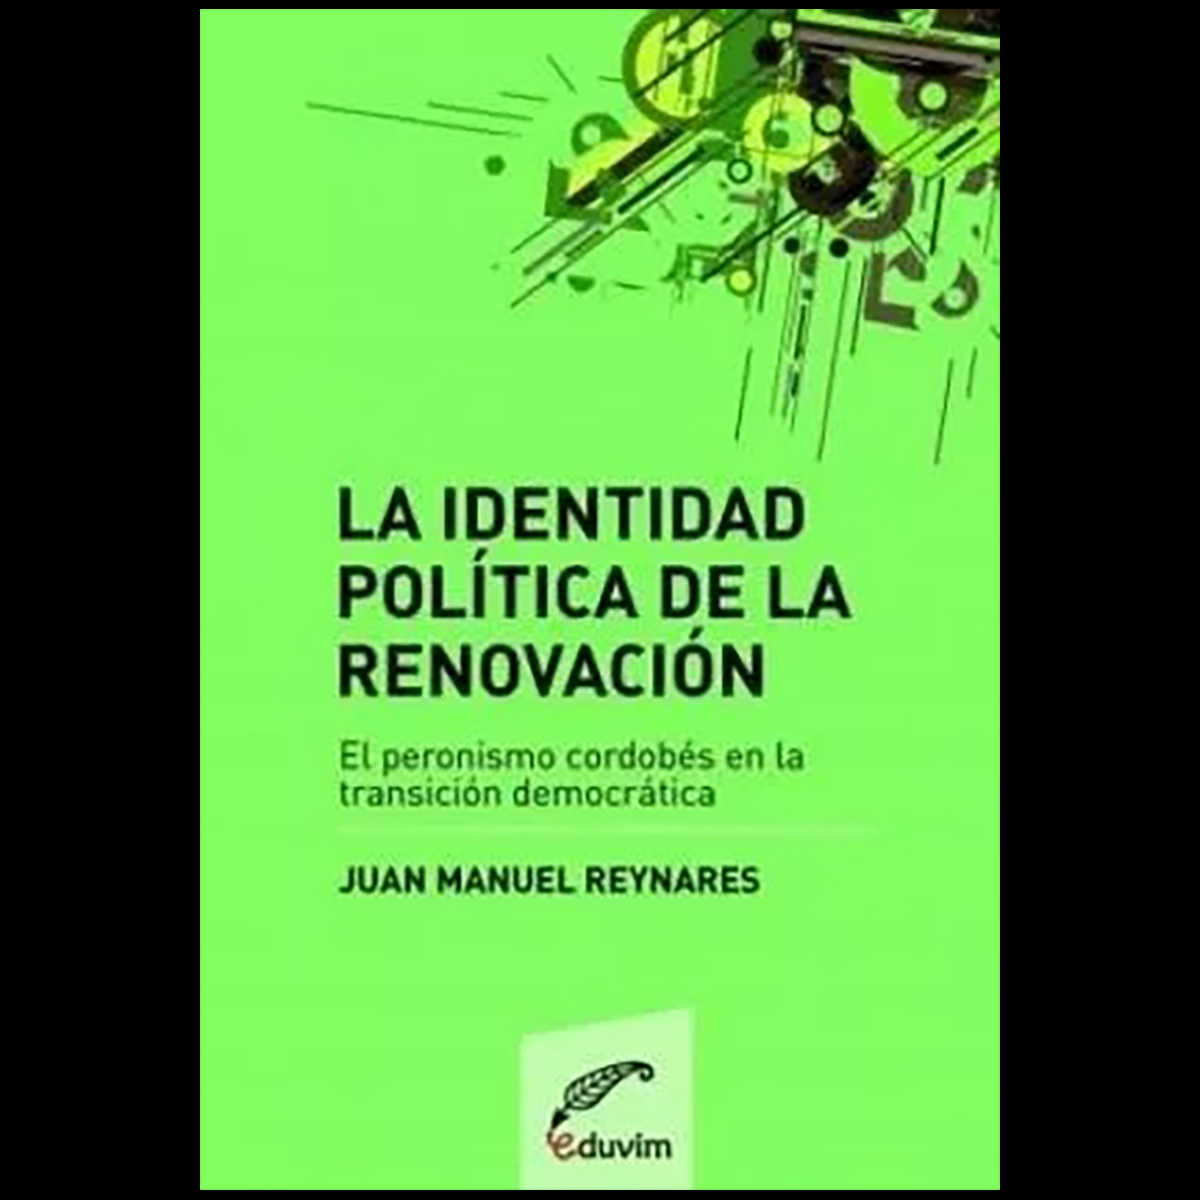 LA IDENTIDAD
POLÍTICA DE LA
RENOVACIÓN
El peronismo cordobés en la
transición democrática
JUAN MANUEL REYNARES
eduvim